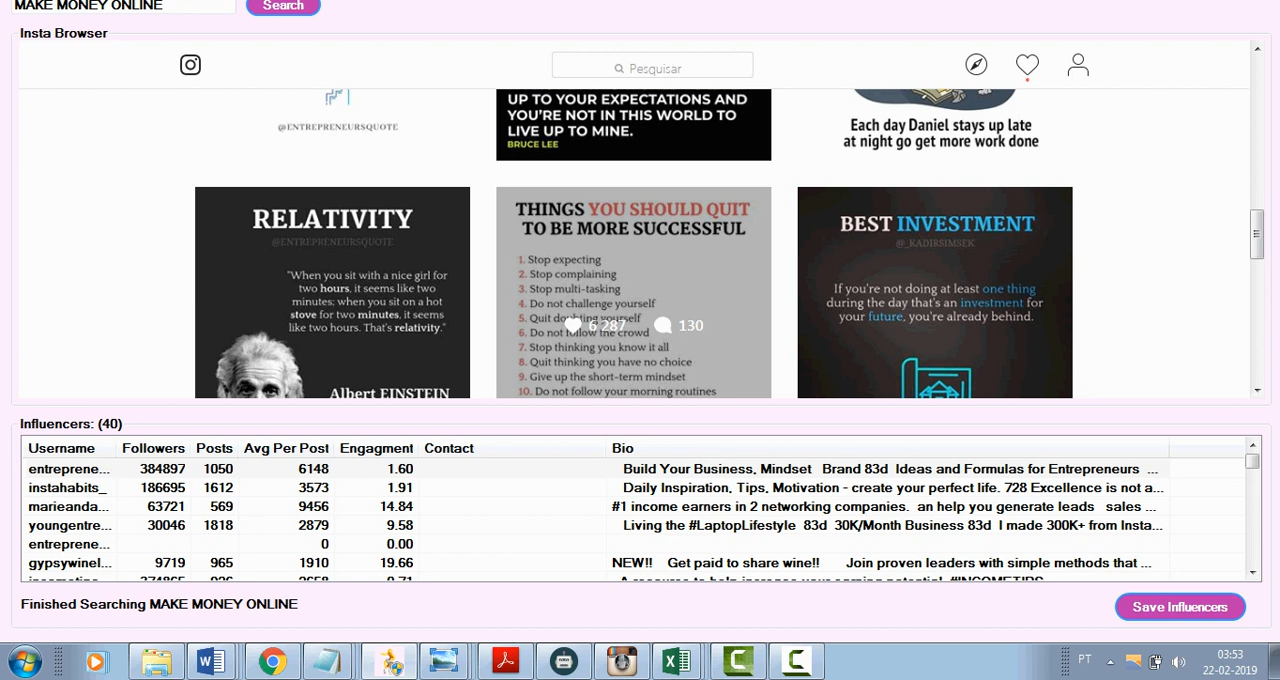 MAKE MONEY ONLINE
Search
Insta Browser
Pesquisar
@ENTREPRENEURSQUOTE
UP TO YOUR EXPECTATIONS AND
YOU'RE NOT IN THIS WORLD TO
LIVE UP TO MINE.
BRUCE LEE
Each day Daniel stays up late
at night go get more work done
RELATIVITY
@ENTREPRENEURSQUOTE
"When you sit with a nice girl for
two hours, it seems like two
minutes; when you sit on a hot
stove for two minutes, it seems
like two hours. That's relativity."
Albert EINSTEIN
THINGS YOU SHOULD QUIT
TO BE MORE SUCCESSFUL
1. Stop expecting
2. Stop complaining
3. Stop multi-tasking
4. Do not challenge yourself
5. Quit doubting yourself
6 287 130
6. Do not follow the crowd
7. Stop thinking you know it all
8. Quit thinking you have no choice
9. Give up the short-term mindset
10. Do not follow your morning routines
BEST INVESTMENT
@_KADIRSIMSEK
If you're not doing at least one thing
during the day that's an investment for
your future, you're already behind.
Influencers: (40)
Username Followers Posts Avg Per Post Engagment Contact Bio
entreprene... 384897 1050 6148 1.60 Build Your Business, Mindset Brand 83d Ideas and Formulas for Entrepreneurs ...
instahabits_ 186695 1612 3573 1.91 Daily Inspiration, Tips, Motivation - create your perfect life. 728 Excellence is not a...
marieanda... 63721 569 9456 14.84 #1 income earners in 2 networking companies. an help you generate leads sales ...
youngentre... 30046 1818 2879 9.58 Living the #LaptopLifestyle 83d 30K/Month Business 83d I made 300K+ from Insta...
entreprene... 0 0.00
gypsywinel... 9719 965 1910 19.66 NEW!! Get paid to share wine!! Join proven leaders with simple methods that ...
Finished Searching MAKE MONEY ONLINE
Save Influencers
PT
03:53
22-02-2019